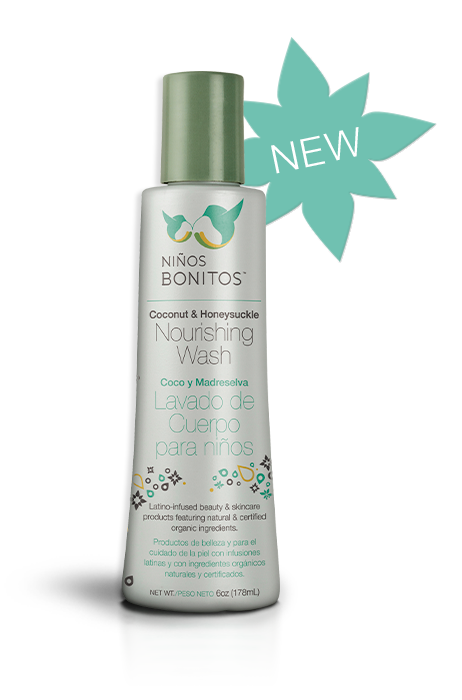 NEW
NIÑOS
BONITOS™
Coconut & Honeysuckle
Nourishing
Wash
Coco y Madreselva
Lavado de
Cuerpo
para niños
Latino-infused beauty & skincare
products featuring natural & certified
organic ingredients.
Productos de belleza y para el
cuidado de la piel con infusiones
latinas y con ingredientes orgánicos
naturales y certificados.
NET WT./PESO NETO 6oz (178mL)